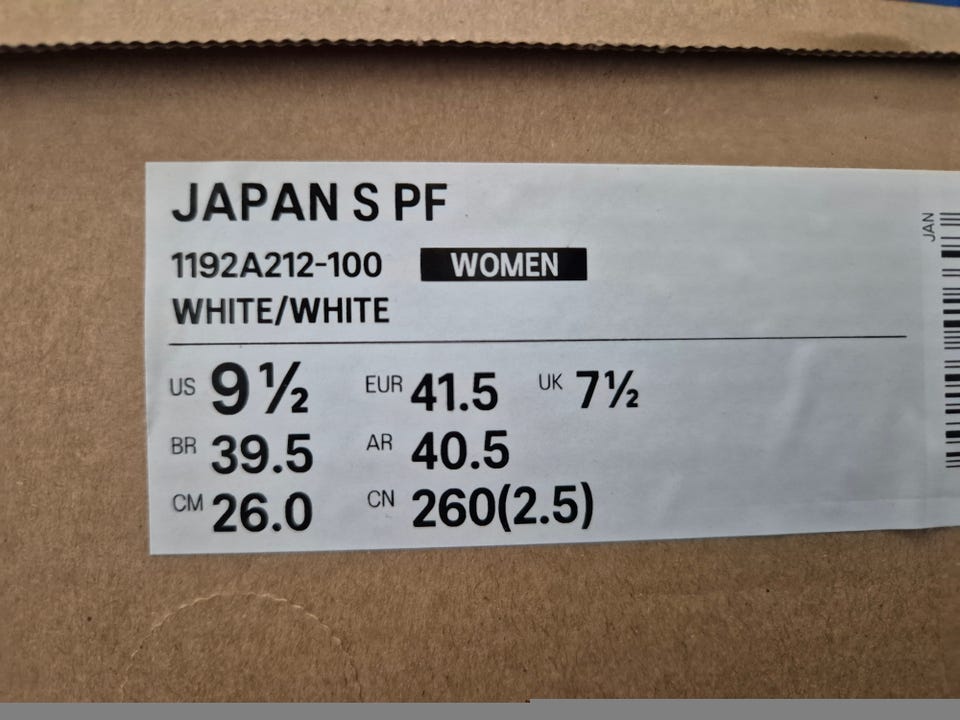 JAPAN S PF
1192A212-100 WOMEN
WHITE/WHITE
US 9½ EUR 41.5 UK 7½
BR 39.5 AR 40.5
CM 26.0 CN 260(2.5)
JAN